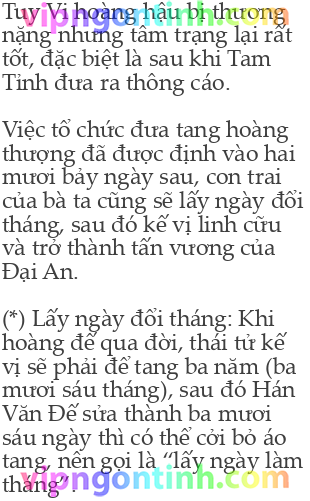 vipngontinh.com
Tuy Vi hoàng hậu bị thương
nặng nhưng tâm trạng lại rất
tốt, đặc biệt là sau khi Tam
Tỉnh đưa ra thông cáo.
Việc tổ chức đưa tang hoàng
thượng đã được định vào hai
mươi bảy ngày sau, con trai
của bà ta cũng sẽ lấy ngày đổi
tháng, sau đó kế vị linh cữu
và trở thành tấn vương của
Đại An.
(*) Lấy ngày đổi tháng: Khi
hoàng đế qua đời, thái tử kế
vị sẽ phải để tang ba năm (ba
mươi sáu tháng), sau đó Hán
Văn Đế sửa thành ba mươi
sáu ngày thì có thể cởi bỏ áo
tang, nên gọi là “lấy ngày làm
tháng”.
vipngontinh.com